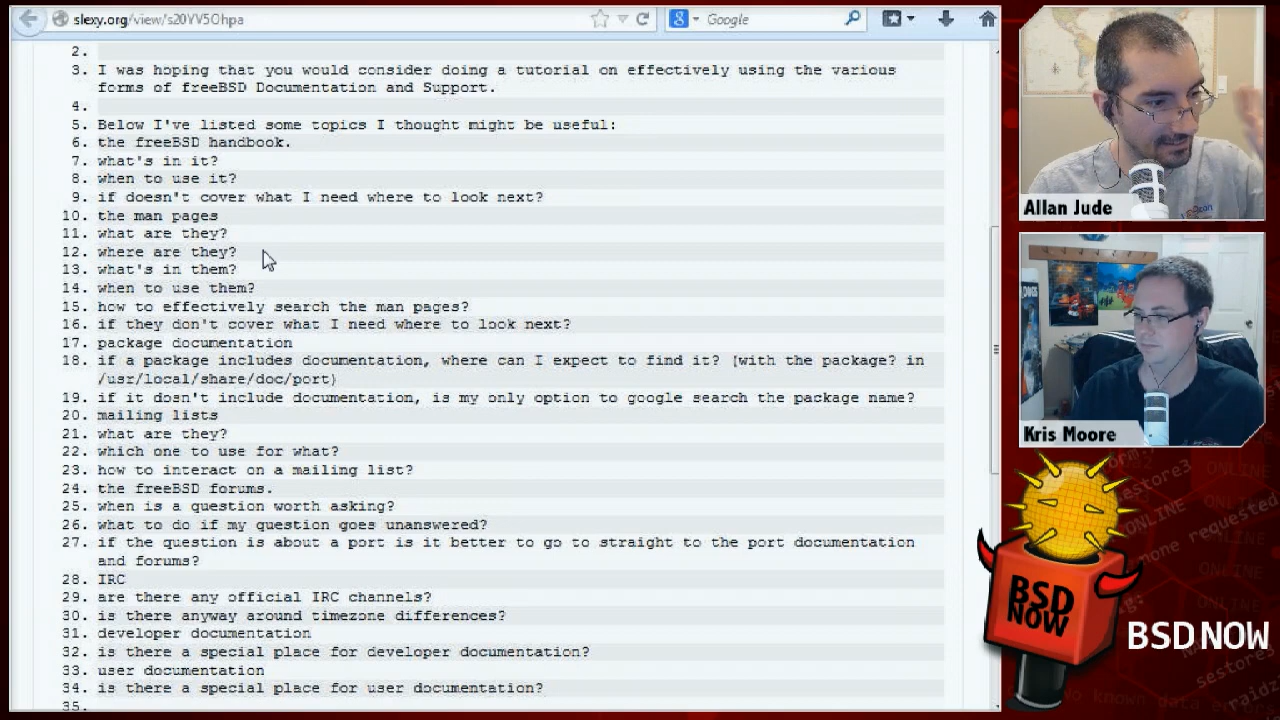 slexy.org/view/s20YV5Qhpa
Google
2.
3. I was hoping that you would consider doing a tutorial on effectively using the various
forms of freeBSD Documentation and Support.
4.
5. Below I've listed some topics I thought might be useful:
6. the freeBSD handbook.
7. what's in it?
8. when to use it?
9. if doesn't cover what I need where to look next?
10. the man pages
11. what are they?
12. where are they?
13. what's in them?
14. when to use them?
15. how to effectively search the man pages?
16. if they don't cover what I need where to look next?
17. package documentation
18. if a package includes documentation, where can I expect to find it? (with the package? in
/usr/local/share/doc/port)
19. if it dosn't include documentation, is my only option to google search the package name?
20. mailing lists
21. what are they?
22. which one to use for what?
23. how to interact on a mailing list?
24. the freeBSD forums.
25. when is a question worth asking?
26. what to do if my question goes unanswered?
27. if the question is about a port is it better to go to straight to the port documentation
and forums?
28. IRC
29. are there any official IRC channels?
30. is there anyway around timezone differences?
31. developer documentation
32. is there a special place for developer documentation?
33. user documentation
34. is there a special place for user documentation?
35.
Allan Jude
Kris Moore
BSD
NOW
BSD NOW
ONLINE
ONLINE
none requested
ONLINE
No known data